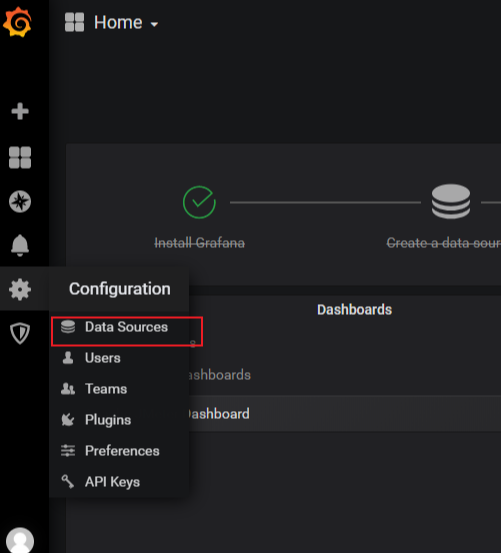 Home
Install Grafana
Create a data sour
Configuration
Dashboards
Data Sources
s
Users
ashboards
Teams
Dashboard
Plugins
Preferences
API Keys